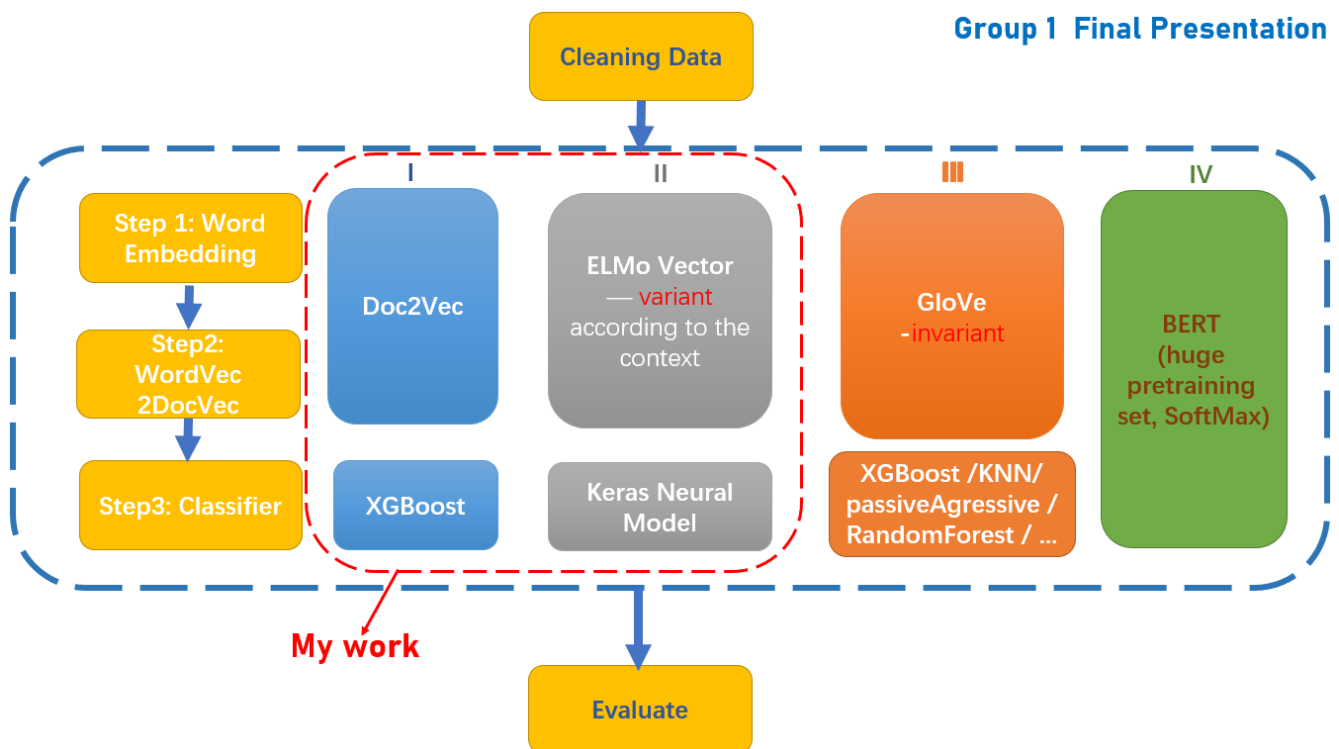 Group 1 Final Presentation
Cleaning Data
I
II
III
IV
Step 1: Word
Embedding
Step2:
WordVec
2DocVec
Step3: Classifier
Doc2Vec
XGBoost
ELMo Vector
— variant
according to the
context
Keras Neural
Model
GloVe
-invariant
XGBoost /KNN/
passiveAgressive /
RandomForest / ...
BERT
(huge
pretraining
set, SoftMax)
My work
Evaluate